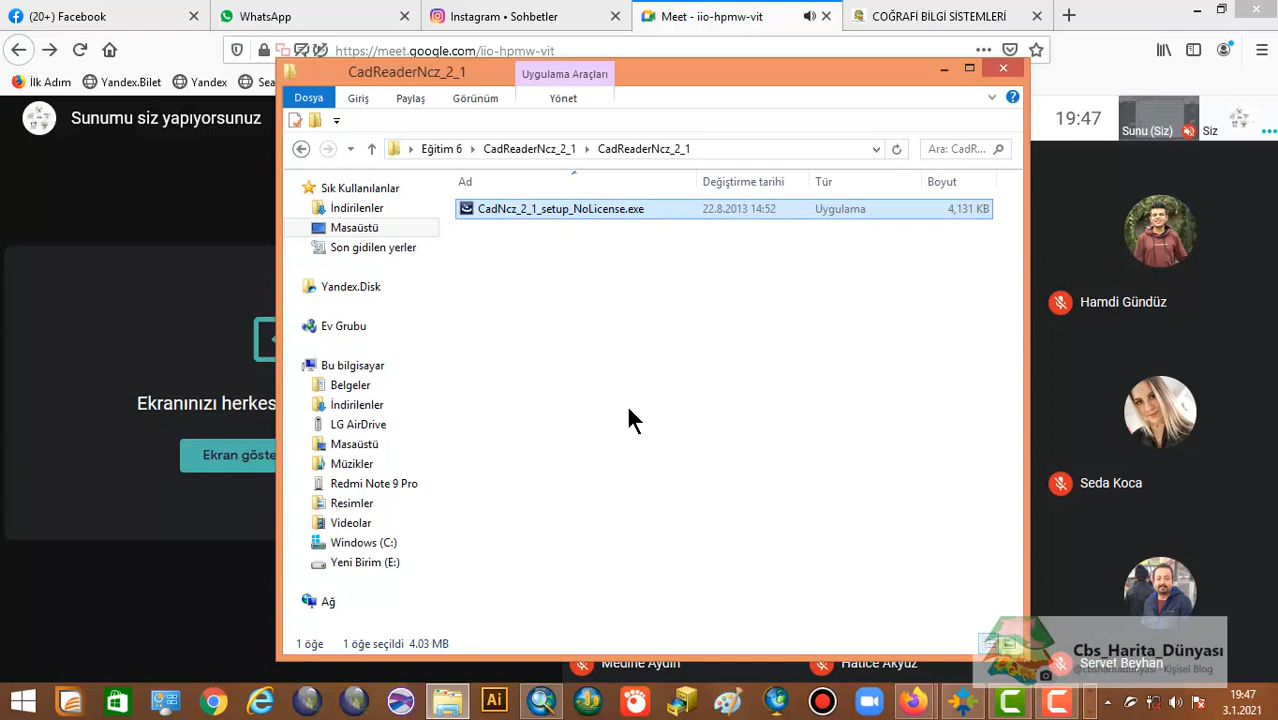 (20+) Facebook
WhatsApp
Instagram • Sohbetler
Meet - iio-hpmw-vit
COĞRAFİ BİLGİ SİSTEMLERİ
https://meet.google.com/iio-hpmw-vit
İlk Adım
Yandex.Bilet
Yandex
Sea
CadReaderNcz_2_1
Uygulama Araçları
Dosya
Giriş
Paylaş
Görünüm
Yönet
Sunumu siz yapıyorsunuz
19:47
Sunu (Siz)
Siz
Eğitim 6
CadReaderNcz_2_1
CadReaderNcz_2_1
Ara: CadR...
Ad
Değiştirme tarihi
Tür
Boyut
CadNcz_2_1_setup_NoLicense.exe
22.8.2013 14:52
Uygulama
4,131 KB
Sık Kullanılanlar
İndirilenler
Masaüstü
Son gidilen yerler
Yandex.Disk
Ev Grubu
Bu bilgisayar
Belgeler
İndirilenler
LG AirDrive
Masaüstü
Müzikler
Redmi Note 9 Pro
Resimler
Videolar
Windows (C:)
Yeni Birim (E:)
Ağ
1 öğe
1 öğe seçildi 4.03 MB
Ekranınızı herkes
Ekran göste
Hamdi Gündüz
Seda Koca
Servet Beyhan
Medine Aydın
Hatice Akyüz
Cbs_Harita_Dünyası
@cbsharitadunyasi - Kişisel Blog
Ai
19:47
3.1.2021